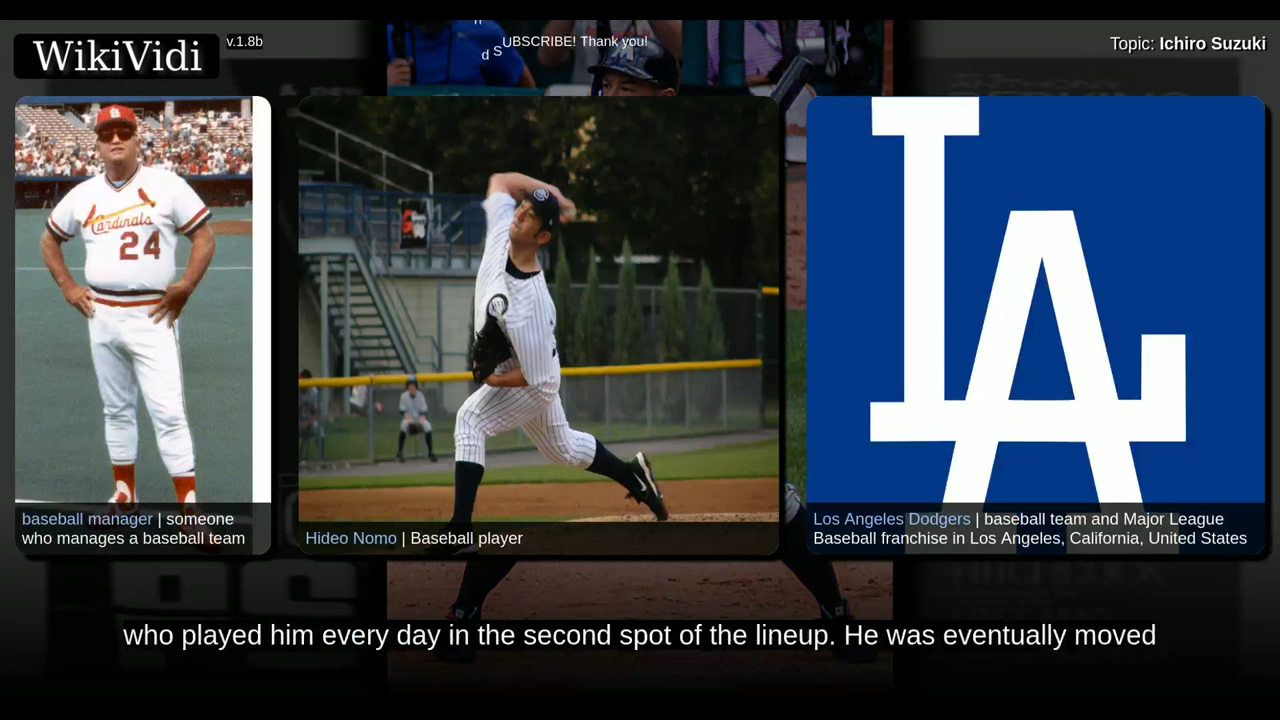 WikiVidi
v.1.8b
d SUBSCRIBE! Thank you!
Topic: Ichiro Suzuki
Cardinals
24
LA
baseball manager | someone
who manages a baseball team
Hideo Nomo | Baseball player
Los Angeles Dodgers | baseball team and Major League
Baseball franchise in Los Angeles, California, United States
who played him every day in the second spot of the lineup. He was eventually moved